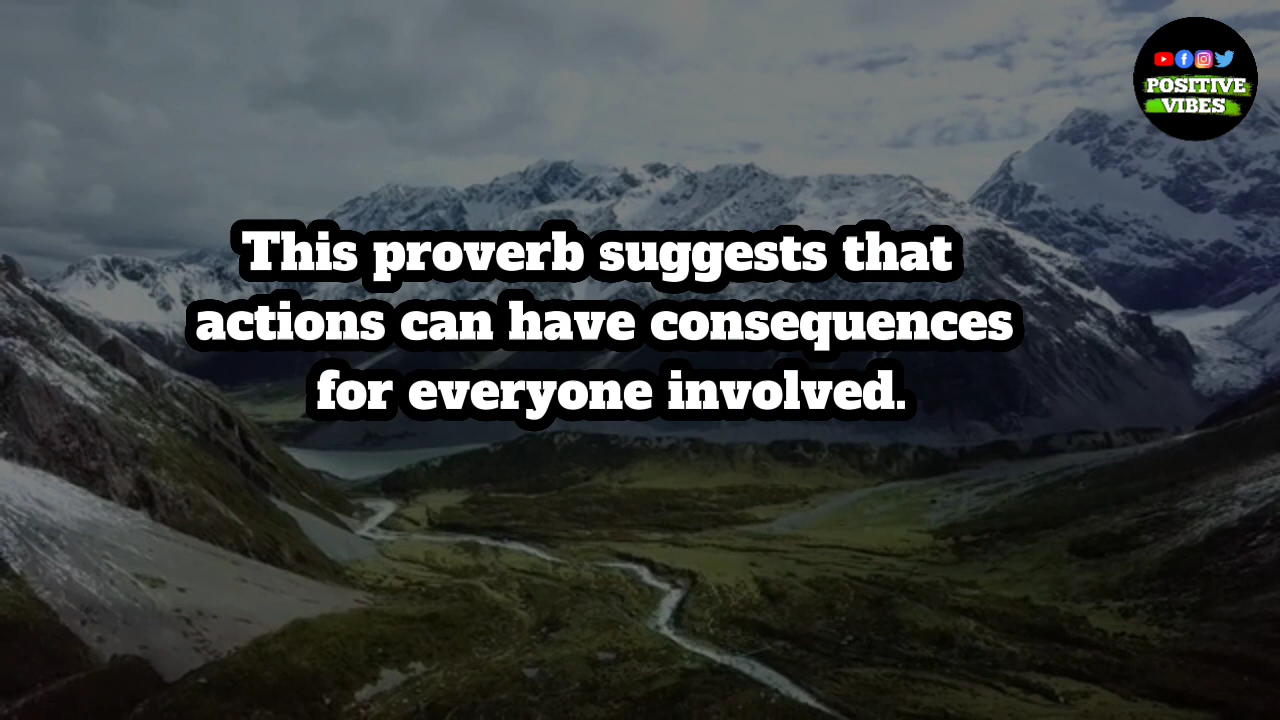 POSITIVE
VIBES
This proverb suggests that
actions can have consequences
for everyone involved.